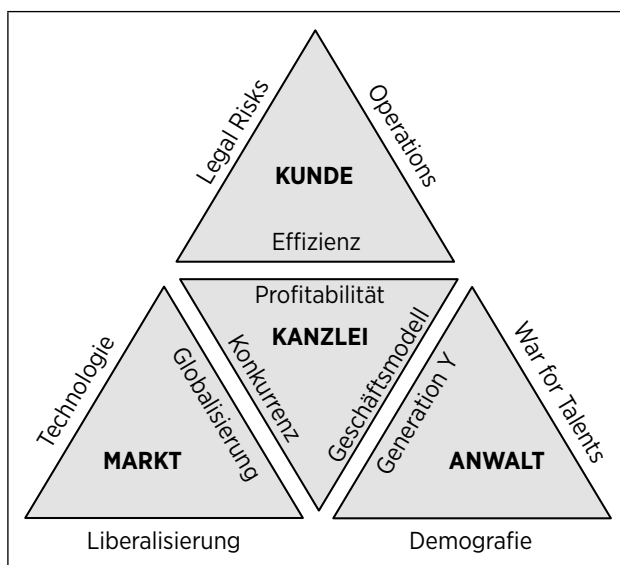 Legal Risks
Operations
KUNDE
Effizienz
Profitabilität
KANZLEI
Konkurrenz
Geschäftsmodell
Technologie
Globalisierung
MARKT
Liberalisierung
Generation Y
War for Talents
ANWALT
Demografie